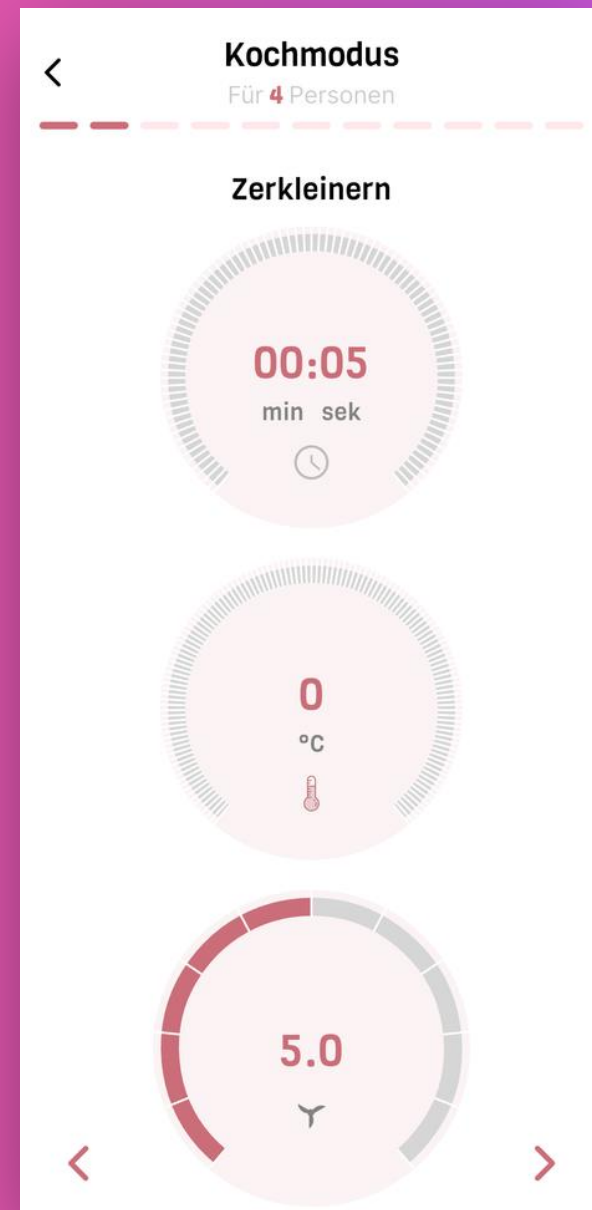 Kochmodus
Für 4 Personen
Zerkleinern
00:05
min sek
0
°C
5.0